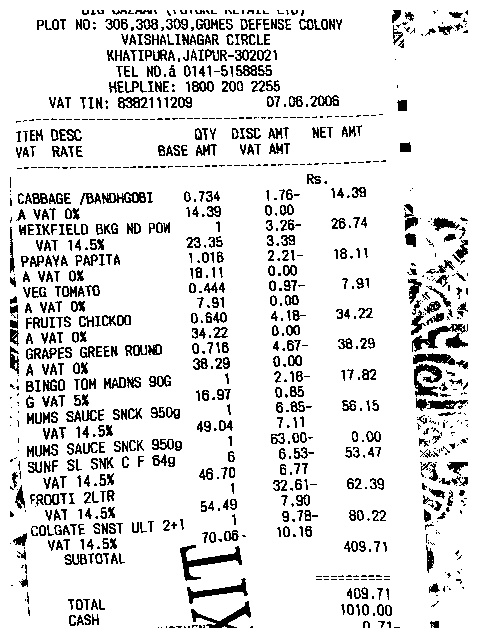 BIG BAZAAR (FUTURE RETAIL LTD)
PLOT NO: 306,308,309,GOMES DEFENSE COLONY
VAISHALINAGAR CIRCLE
KHATIPURA,JAIPUR-302021
TEL NO.â 0141-5158855
HELPLINE: 1800 200 2255
VAT TIN: 8382111209 07.06.2006
ITEM DESC QTY DISC AMT NET AMT
VAT RATE BASE AMT VAT AMT
Rs.
CABBAGE /BANDHGOBI 0.734 1.76- 14.39
A VAT 0% 14.39 0.00
WEIKFIELD BKG ND POW 1 3.26- 26.74
VAT 14.5% 23.35 3.39
PAPAYA PAPITA 1.016 2.21- 18.11
A VAT 0% 18.11 0.00
VEG TOMATO 0.444 0.97- 7.91
A VAT 0% 7.91 0.00
FRUITS CHICKOO 0.640 4.18- 34.22
A VAT 0% 34.22 0.00
GRAPES GREEN ROUND 0.716 4.67- 38.29
A VAT 0% 38.29 0.00
BINGO TOM MADNS 90G 1 2.18- 17.82
G VAT 5% 16.97 0.85
MUMS SAUCE SNCK 950g 1 6.85- 56.15
VAT 14.5% 49.04 7.11
MUMS SAUCE SNCK 950g 1 63.00- 0.00
SUNF SL SNK C F 64g 6 6.53- 53.47
VAT 14.5% 46.70 6.77
FROOTI 2LTR 1 32.61- 62.39
VAT 14.5% 54.49 7.90
COLGATE SNST ULT 2+1 1 9.78- 80.22
VAT 14.5% 70.06- 10.16
SUBTOTAL 409.71
TOTAL 409.71
CASH 1010.00
0.71-